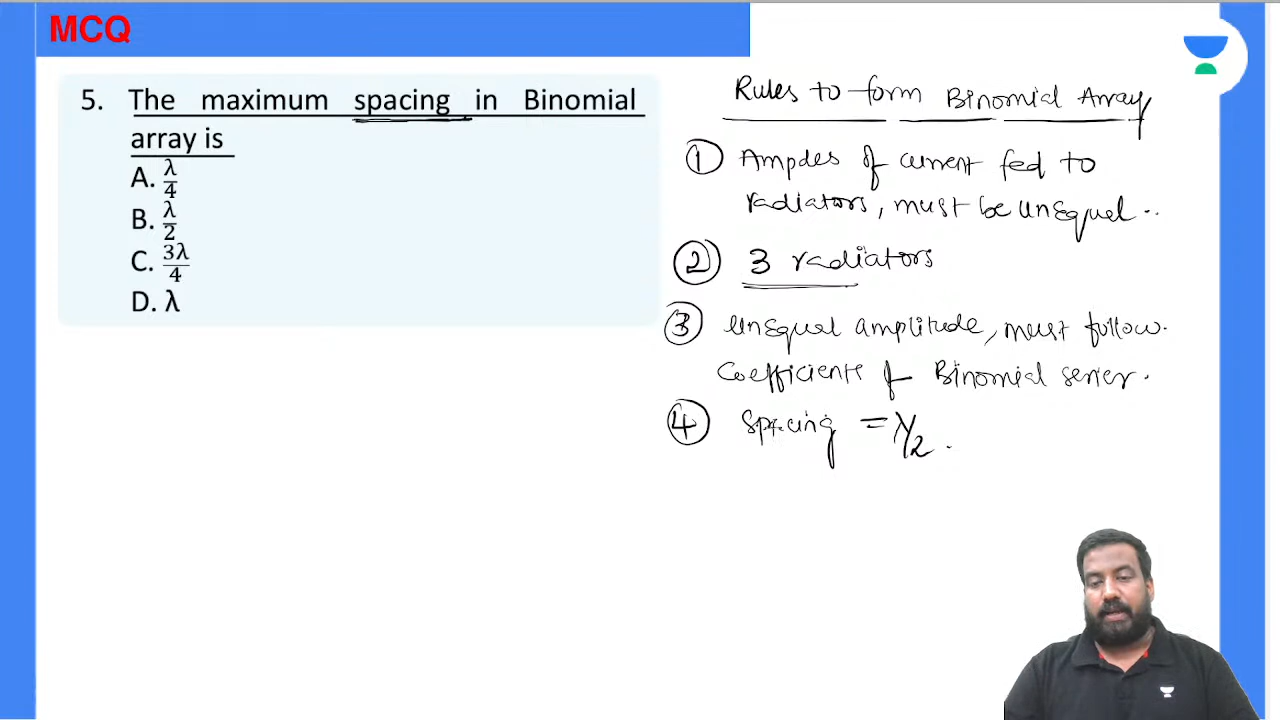 MCQ
5. The maximum spacing in Binomial
array is
A. λ/4
B. λ/2
C. 3λ/4
D. λ
Rules to form Binomial Array
① Ampdes of current fed to
radiators, must be unequal..
② 3 radiators
③ unEqual amplitude, must follow.
Coefficients of Binomial series.
④ spacing = λ/2.